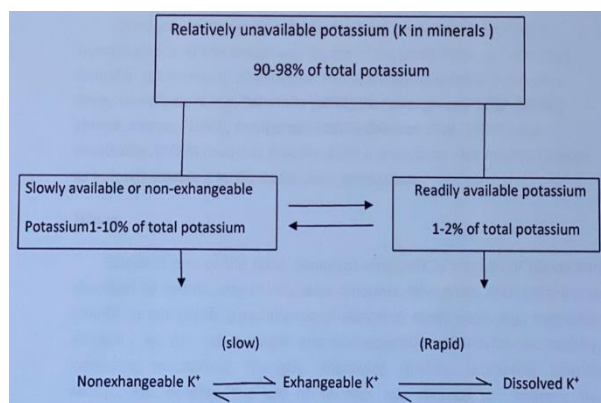 Relatively unavailable potassium (K in minerals )
90-98% of total potassium
Slowly available or non-exhangeable
Potassium1-10% of total potassium
Readily available potassium
1-2% of total potassium
(slow)
(Rapid)
Nonexhangeable K⁺
Exhangeable K⁺
Dissolved K⁺